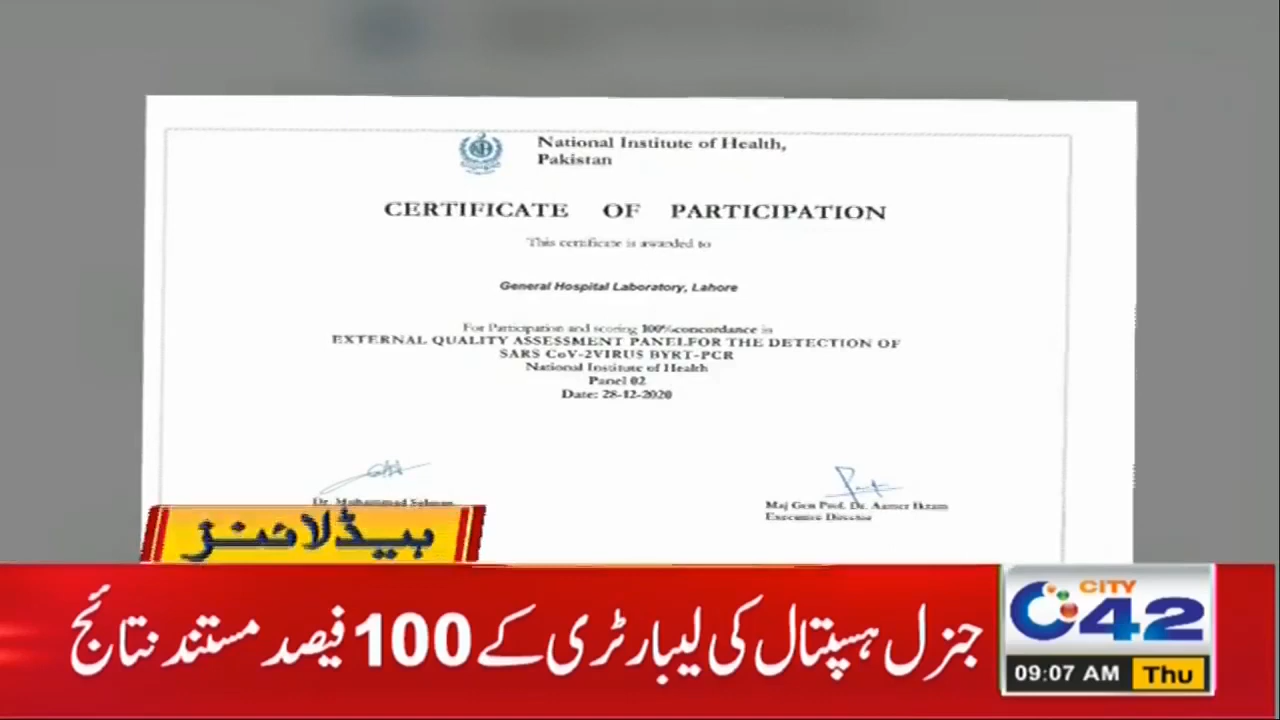 National Institute of Health,
Pakistan
CERTIFICATE OF PARTICIPATION
This certificate is awarded to
General Hospital Laboratory, Lahore
For Participation and scoring 100%concordance in
EXTERNAL QUALITY ASSESSMENT PANELFOR THE DETECTION OF
SARS CoV-2VIRUS BYRT-PCR
National Institute of Health
Panel 02
Date: 28-12-2020
Dr. Muhammad Salman
Maj Gen Prof. Dr. Aamer Ikram
Executive Director
ہیڈلائنز
جنرل ہسپتال کی لیبارٹری کے 100 فیصد مستند نتائج
CITY
42
09:07 AM Thu